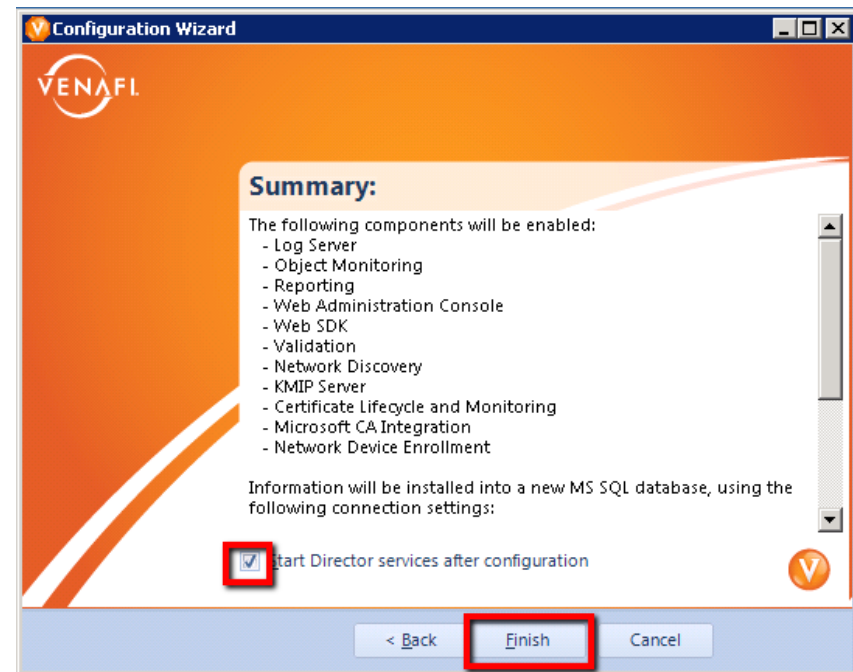 Configuration Wizard
VENAFI
Summary:
The following components will be enabled:
- Log Server
- Object Monitoring
- Reporting
- Web Administration Console
- Web SDK
- Validation
- Network Discovery
- KMIP Server
- Certificate Lifecycle and Monitoring
- Microsoft CA Integration
- Network Device Enrollment
Information will be installed into a new MS SQL database, using the
following connection settings:
Start Director services after configuration
< Back Finish Cancel